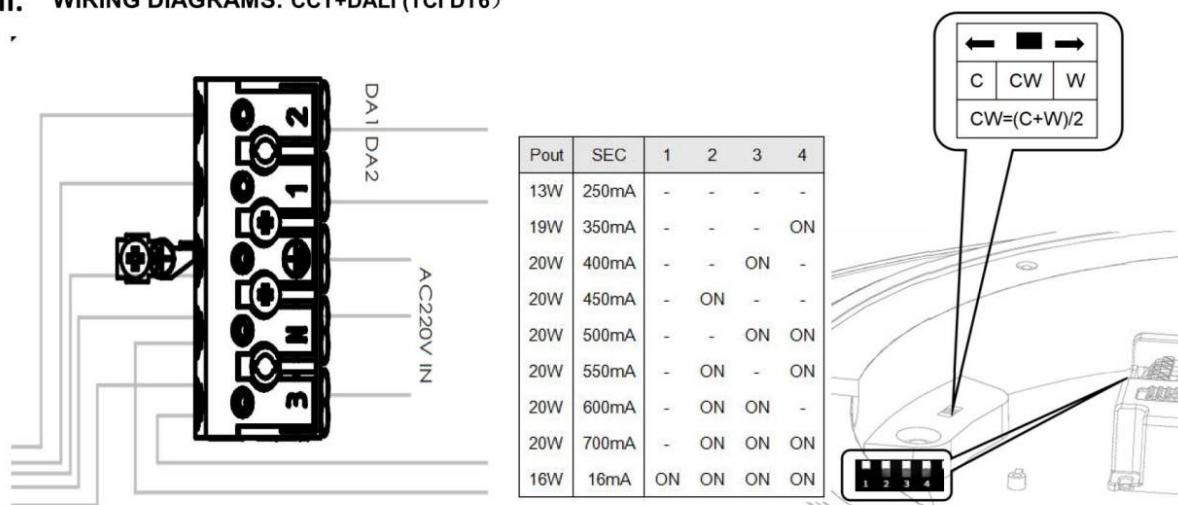 II. WIRING DIAGRAMS: CCT+DALI (TCI DT6）
2
1
N
3
DA1 DA2
AC220V IN
Pout SEC 1 2 3 4
13W 250mA - - - -
19W 350mA - - - ON
20W 400mA - - ON -
20W 450mA - ON - -
20W 500mA - - ON ON
20W 550mA - ON - ON
20W 600mA - ON ON -
20W 700mA - ON ON ON
16W 16mA ON ON ON ON
C CW W
CW=(C+W)/2
1 2 3 4